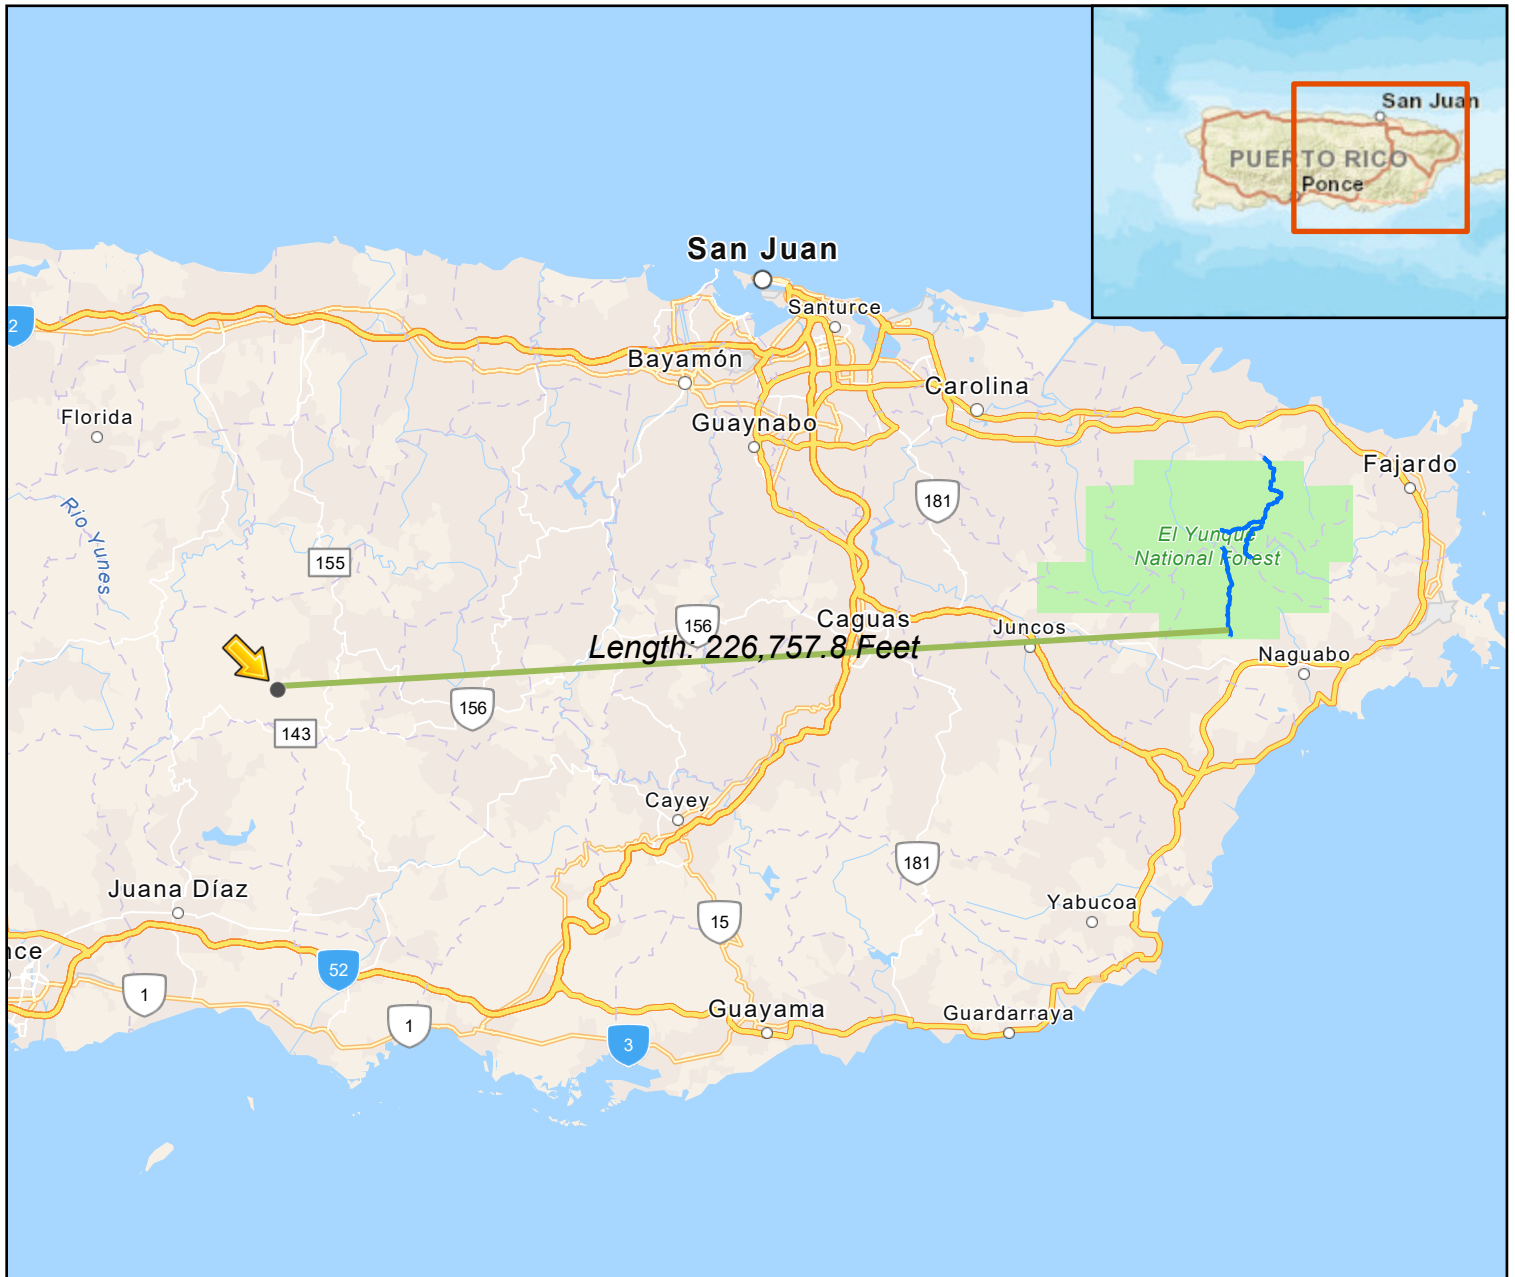 San Juan
PUERTO RICO
Ponce
San Juan
Santurce
2
Bayamón
Carolina
Florida
Guaynabo
Fajardo
181
Rio Yunes
El Yunque
National Forest
155
156
Caguas
Juncos
Length: 226,757.8 Feet
Naguabo
156
143
Cayey
181
Juana Díaz
Yabucoa
15
nce
52
1
Guayama
Guardarraya
1
3